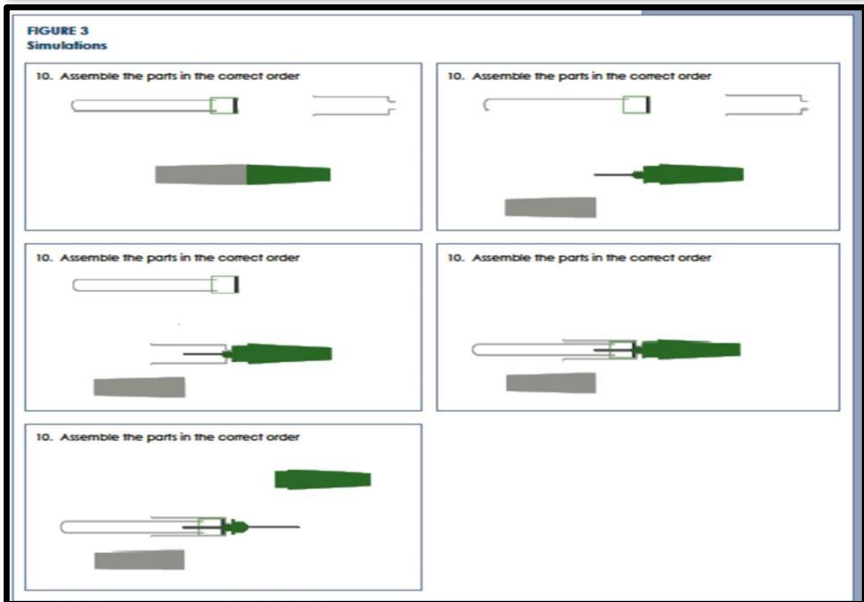 FIGURE 3
Simulations
10. Assemble the parts in the correct order
10. Assemble the parts in the correct order
10. Assemble the parts in the correct order
10. Assemble the parts in the correct order
10. Assemble the parts in the correct order